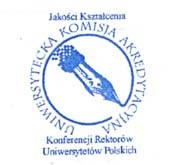 Jakości Kształcenia
UNIWERSYTECKA KOMISJA AKREDYTACYJNA
Konferencji Rektorów
Uniwersytetów Polskich